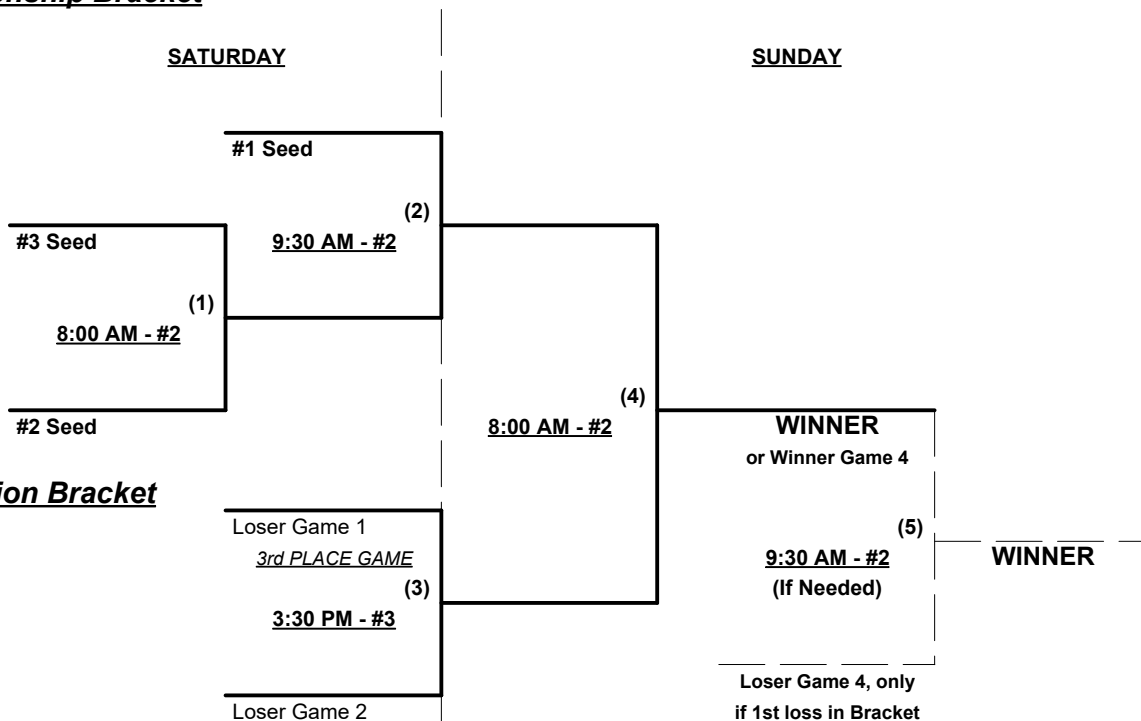 Bracket
SATURDAY
SUNDAY
#1 Seed
(2)
9:30 AM - #2
#3 Seed
(1)
8:00 AM - #2
#2 Seed
(4)
8:00 AM - #2
WINNER
or Winner Game 4
Bracket
Loser Game 1
3rd PLACE GAME
(3)
3:30 PM - #3
Loser Game 2
(5)
9:30 AM - #2
(If Needed)
WINNER
Loser Game 4, only
if 1st loss in Bracket